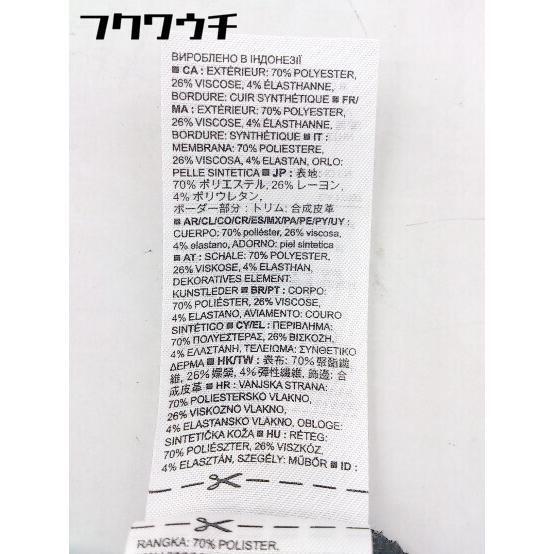 フクワウチ
ВИРОБЛЕНО В ІНДОНЕЗІЇ
■ CA : EXTÉRIEUR: 70% POLYESTER,
26% VISCOSE, 4% ÉLASTHANNE,
BORDURE: CUIR SYNTHÉTIQUE ■ FR/
MA : EXTÉRIEUR: 70% POLYESTER,
26% VISCOSE, 4% ÉLASTHANNE,
BORDURE: SYNTHÉTIQUE ■ IT :
MEMBRANA: 70% POLIESTERE,
26% VISCOSA, 4% ELASTAN, ORLO:
PELLE SINTETICA ■ JP : 表地:
70% ポリエステル, 26% レーヨン,
4% ポリウレタン,
ボーダー部分 : トリム: 合成皮革
■ AR/CL/CO/CR/ES/MX/PA/PE/PY/UY :
CUERPO: 70% poliéster, 26% viscosa,
4% elastano, ADORNO: piel sintetica
■ AT : SCHALE: 70% POLYESTER,
26% VISKOSE, 4% ELASTHAN,
DEKORATIVES ELEMENT:
KUNSTLEDER ■ BR/PT : CORPO:
70% POLIÉSTER, 26% VISCOSE,
4% ELASTANO, AVIAMENTO: COURO
SINTÉTICO ■ CY/EL : ΠΕΡΙΒΛΗΜΑ:
70% ΠΟΛΥΕΣΤΕΡΑΣ, 26% ΒΙΣΚΟΖΗ,
4% ΕΛΑΣΤΑΝΗ, ΤΕΛΕΙΩΜΑ: ΣΥΝΘΕΤΙΚΟ
ΔΕΡΜΑ ■ HK/TW : 表布: 70% 聚酯纖
維, 26% 嫘縈, 4% 彈性纖維, 飾邊: 合
成皮革 ■ HR : VANJSKA STRANA:
70% POLIESTERSKO VLAKNO,
26% VISKOZNO VLAKNO,
4% ELASTANSKO VLAKNO, OBLOGE:
SINTETIČKA KOŽA ■ HU : RÉTEG:
70% POLIÉSZTER, 26% VISZKÓZ,
4% ELASZTÁN, SZEGÉLY: MŰBŐR ■ ID :
RANGKA: 70% POLISTER,